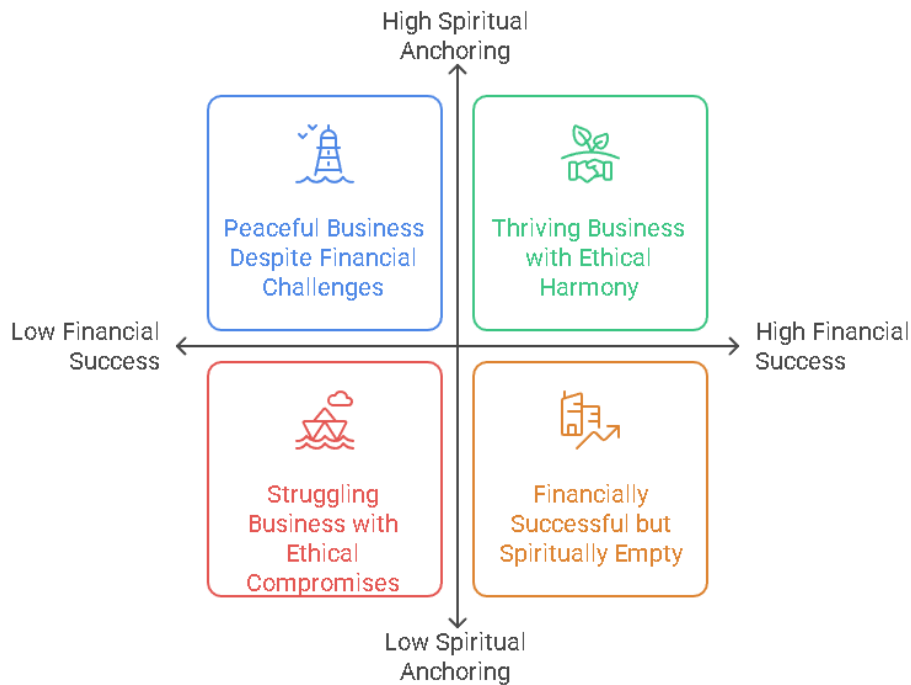 High Spiritual
Anchoring
Peaceful Business
Despite Financial
Challenges
Thriving Business
with Ethical
Harmony
Low Financial
Success
High Financial
Success
Struggling
Business with
Ethical
Compromises
Financially
Successful but
Spiritually Empty
Low Spiritual
Anchoring